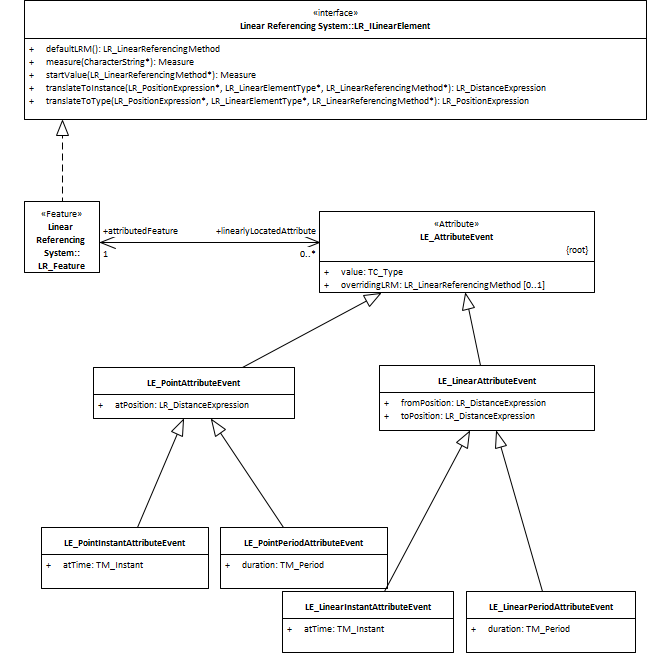 «interface»
Linear Referencing System::LR_ILinearElement
+ defaultLRM(): LR_LinearReferencingMethod
+ measure(CharacterString*): Measure
+ startValue(LR_LinearReferencingMethod*): Measure
+ translateToInstance(LR_PositionExpression*, LR_LinearElementType*, LR_LinearReferencingMethod*): LR_DistanceExpression
+ translateToType(LR_PositionExpression*, LR_LinearElementType*, LR_LinearReferencingMethod*): LR_PositionExpression
«Feature»
Linear
Referencing
System::
LR_Feature
+attributedFeature
1
+linearlyLocatedAttribute
0..*
«Attribute»
LE_AttributeEvent
{root}
+ value: TC_Type
+ overridingLRM: LR_LinearReferencingMethod [0..1]
LE_PointAttributeEvent
+ atPosition: LR_DistanceExpression
LE_LinearAttributeEvent
+ fromPosition: LR_DistanceExpression
+ toPosition: LR_DistanceExpression
LE_PointInstantAttributeEvent
+ atTime: TM_Instant
LE_PointPeriodAttributeEvent
+ duration: TM_Period
LE_LinearInstantAttributeEvent
+ atTime: TM_Instant
LE_LinearPeriodAttributeEvent
+ duration: TM_Period